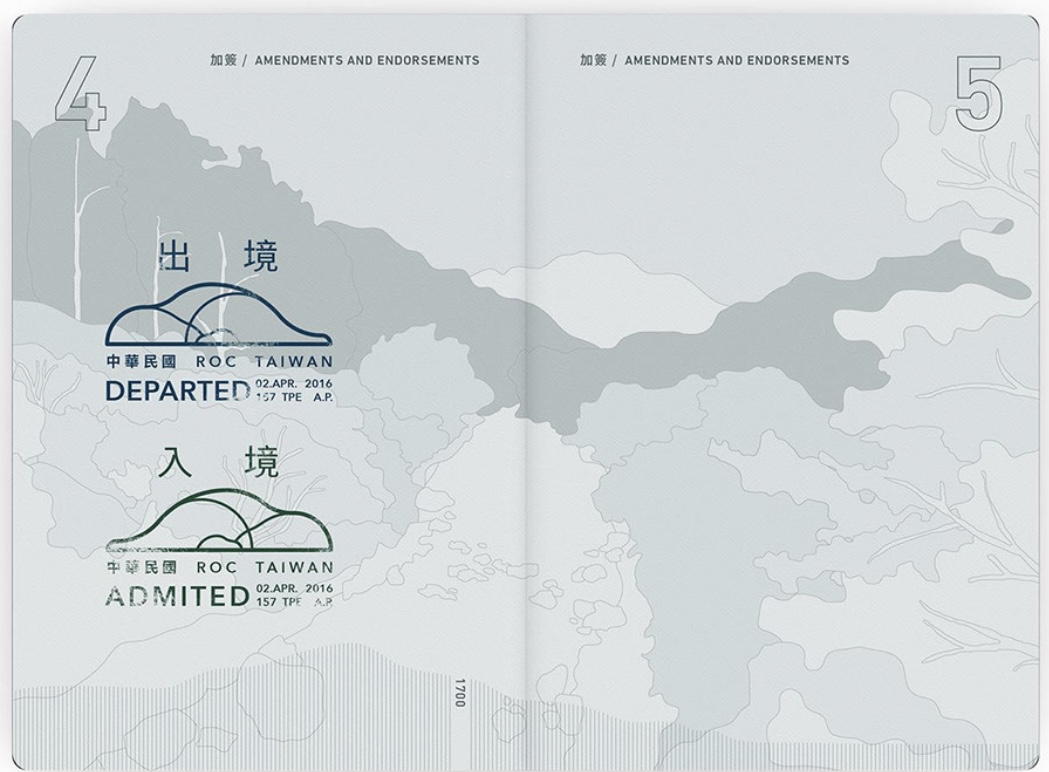 4
加簽 / AMENDMENTS AND ENDORSEMENTS
出 境
中華民國 ROC TAIWAN
DEPARTED 02.APR. 2016
157 TPE A.P.
入 境
中華民國 ROC TAIWAN
ADMITED 02.APR. 2016
157 TPE A.P.
1700
加簽 / AMENDMENTS AND ENDORSEMENTS
5